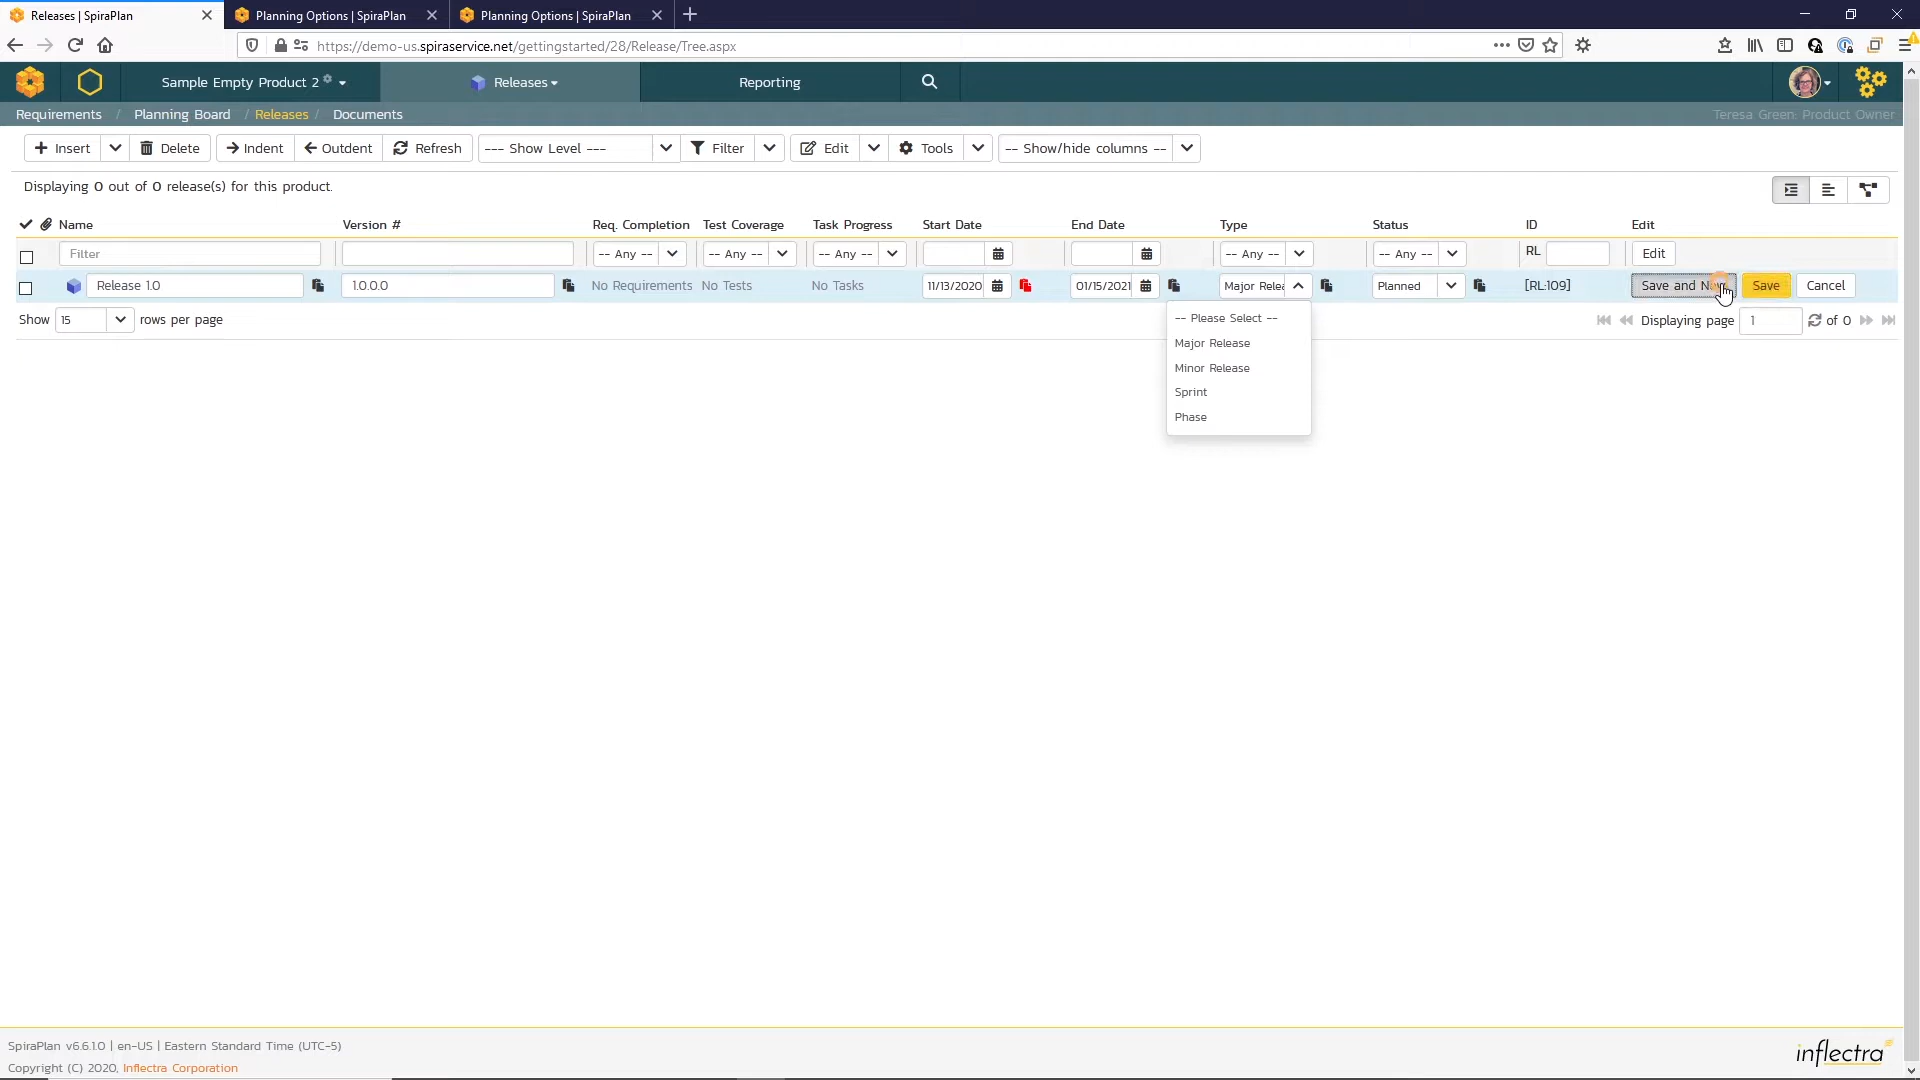 Releases | SpiraPlan
Planning Options | SpiraPlan
Planning Options | SpiraPlan
https://demo-us.spiraservice.net/gettingstarted/28/Release/Tree.aspx
Sample Empty Product 2
Releases
Reporting
Requirements / Planning Board / Releases / Documents
Teresa Green: Product Owner
Insert
Delete
Indent
Outdent
Refresh
--- Show Level ---
Filter
Edit
Tools
-- Show/hide columns --
Displaying 0 out of 0 release(s) for this product.
Name Version # Req. Completion Test Coverage Task Progress Start Date End Date Type Status ID Edit
Filter -- Any -- -- Any -- -- Any -- -- Any -- -- Any -- RL Edit
Release 1.0 1.0.0.0 No Requirements No Tests No Tasks 11/13/2020 01/15/2021 Major Relea Planned [RL:109] Save and Save Cancel
Show 15 rows per page
Displaying page 1 of 0
-- Please Select --
Major Release
Minor Release
Sprint
Phase
SpiraPlan v6.6.1.0 | en-US | Eastern Standard Time (UTC-5)
Copyright (C) 2020, Inflectra Corporation
inflectra